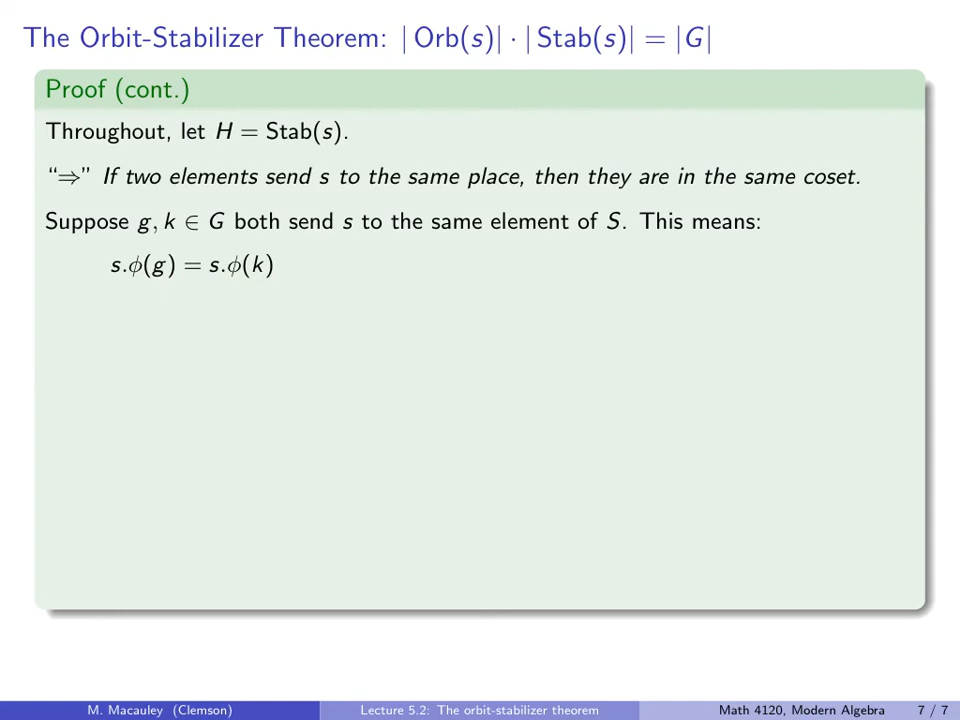 The Orbit-Stabilizer Theorem: | Orb(s)| · | Stab(s)| = |G|
Proof (cont.)
Throughout, let H = Stab(s).
“⇒” If two elements send s to the same place, then they are in the same coset.
Suppose g, k ∈ G both send s to the same element of S. This means:
s.ϕ(g) = s.ϕ(k)
M. Macauley (Clemson) Lecture 5.2: The orbit-stabilizer theorem Math 4120, Modern Algebra 7 / 7